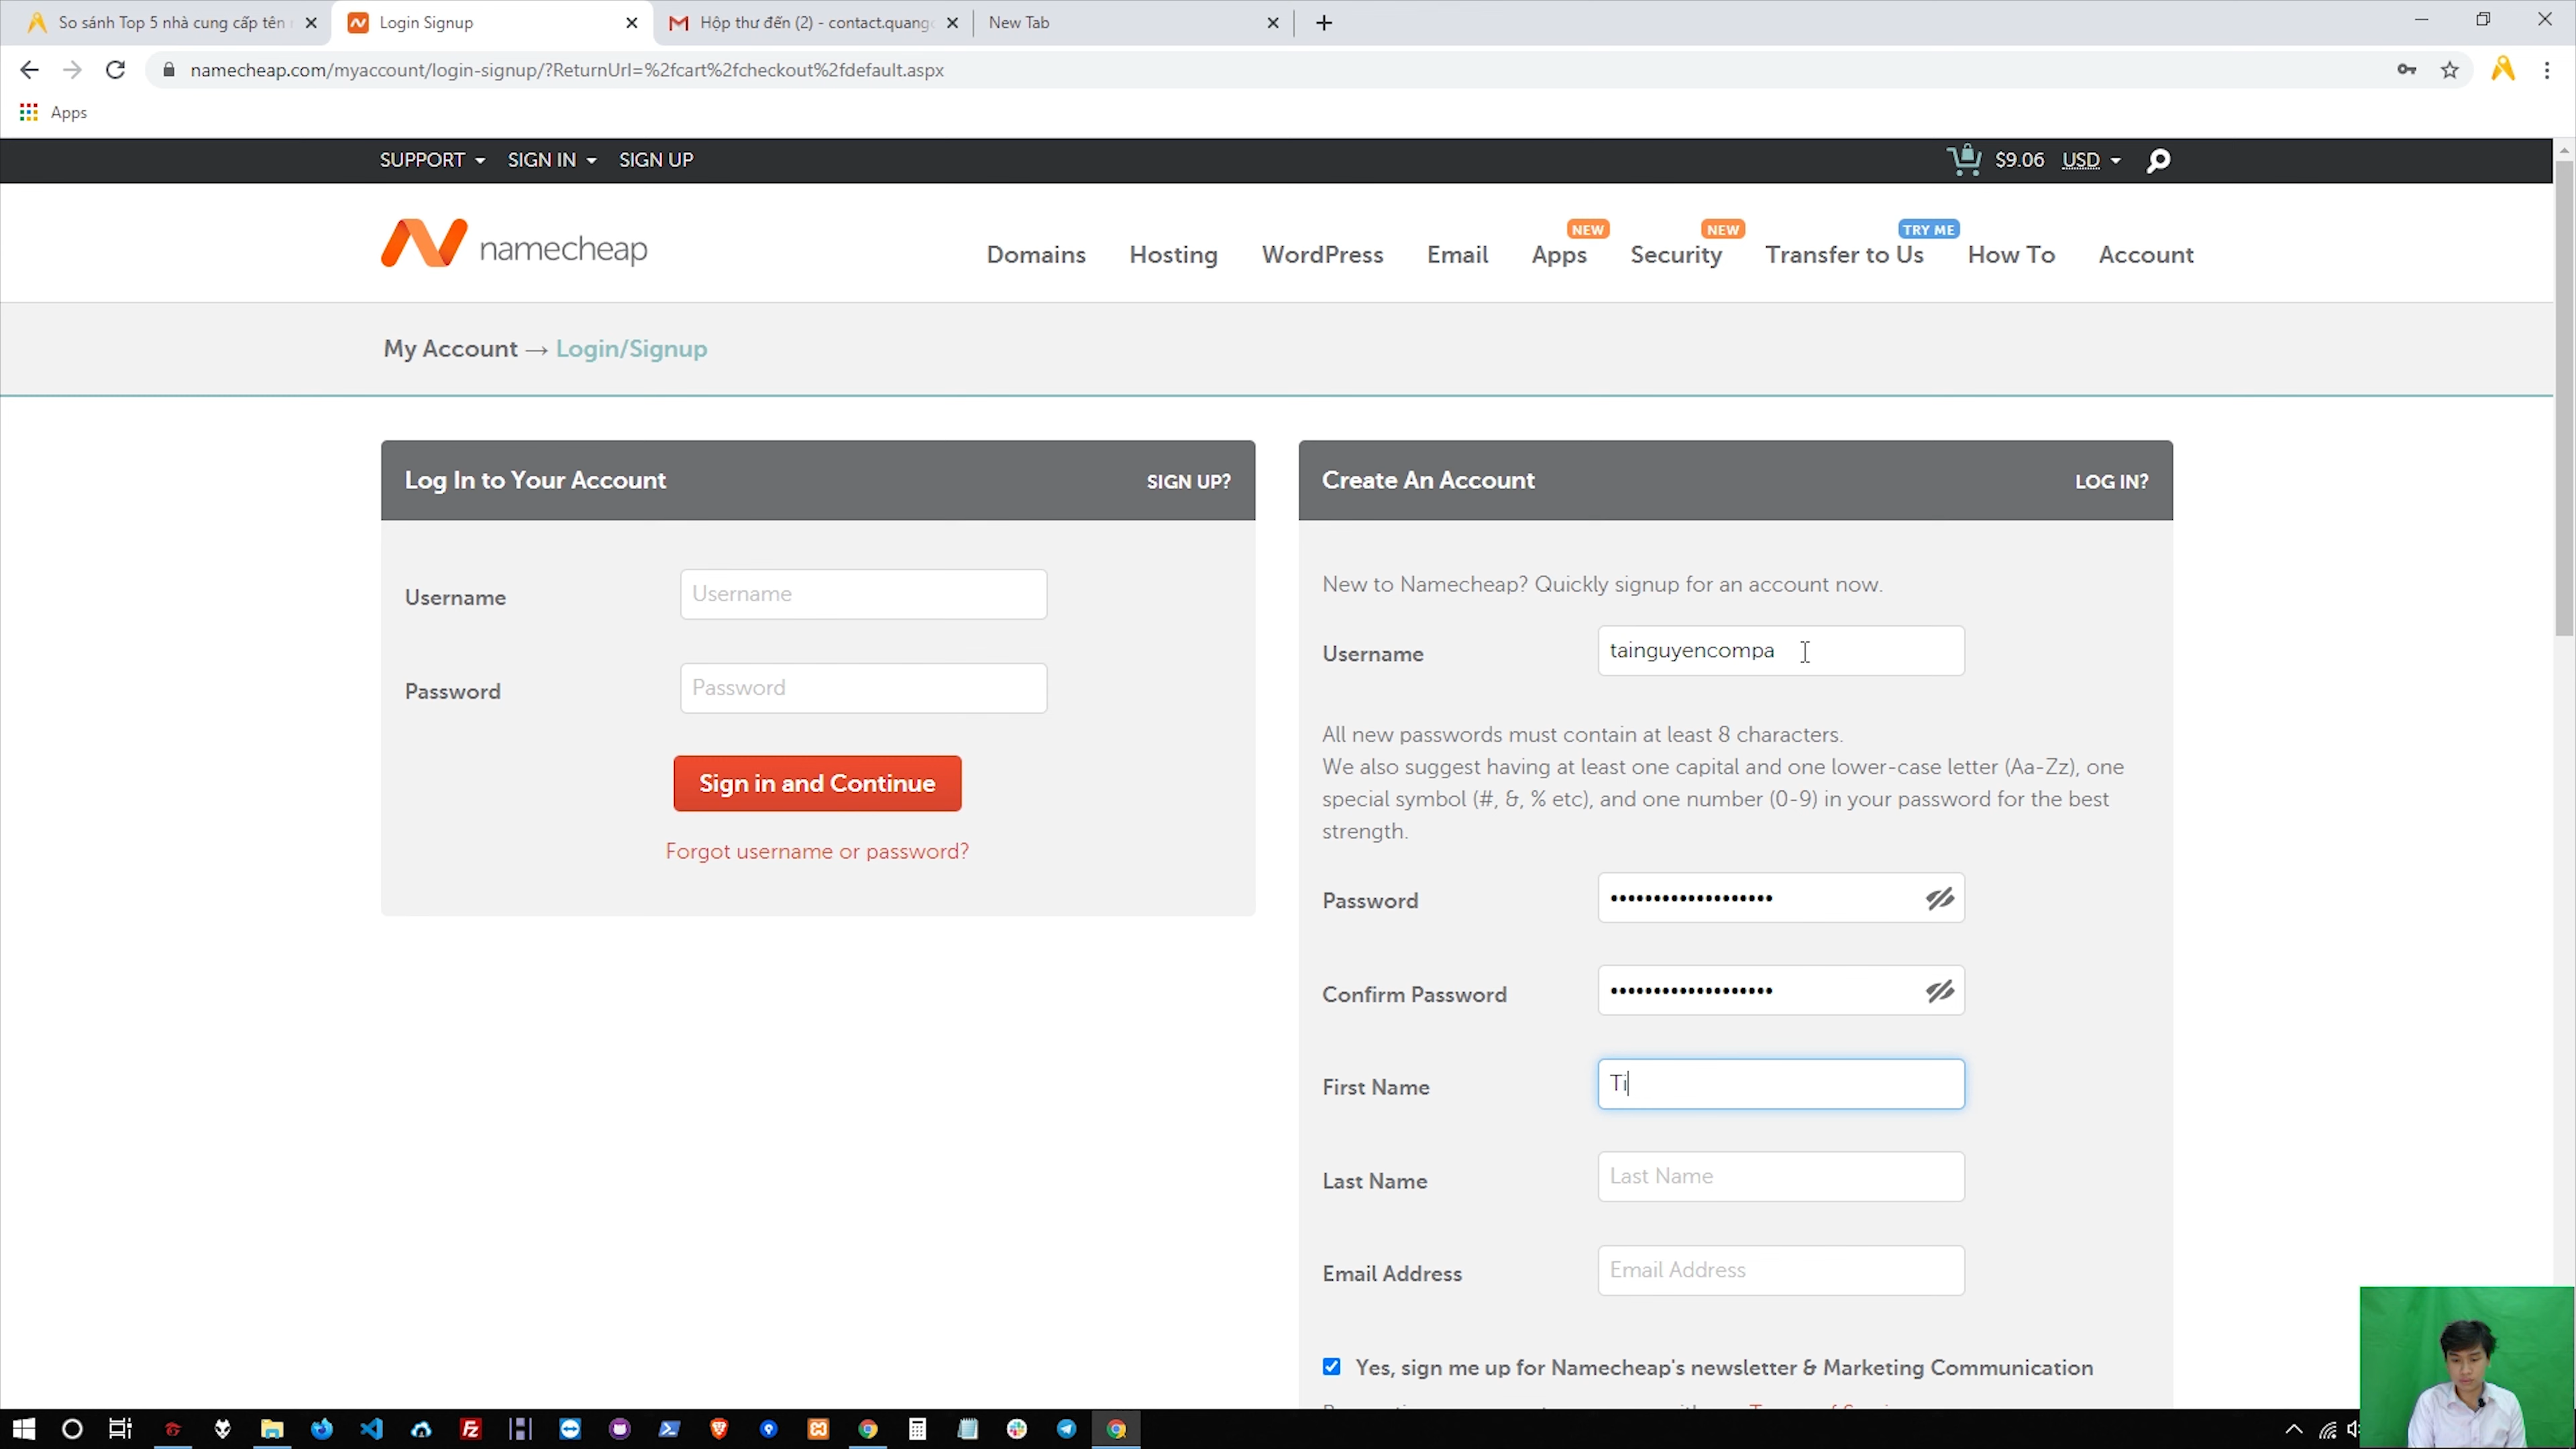 So sánh Top 5 nhà cung cấp tên
Login Signup
Hộp thư đến (2) - contact.quang
New Tab
namecheap.com/myaccount/login-signup/?ReturnUrl=%2fcart%2fcheckout%2fdefault.aspx
Apps
SUPPORT SIGN IN SIGN UP
$9.06 USD
namecheap
NEW NEW TRY ME
Domains Hosting WordPress Email Apps Security Transfer to Us How To Account
My Account → Login/Signup
Log In to Your Account SIGN UP?
Username Username
Password Password
Sign in and Continue
Forgot username or password?
Create An Account LOG IN?
New to Namecheap? Quickly signup for an account now.
Username tainguyencompa
All new passwords must contain at least 8 characters.
We also suggest having at least one capital and one lower-case letter (Aa-Zz), one
special symbol (#, &, % etc), and one number (0-9) in your password for the best
strength.
Password •••••••••••••••••••
Confirm Password •••••••••••••••••••
First Name Ti
Last Name Last Name
Email Address Email Address
Yes, sign me up for Namecheap's newsletter & Marketing Communication